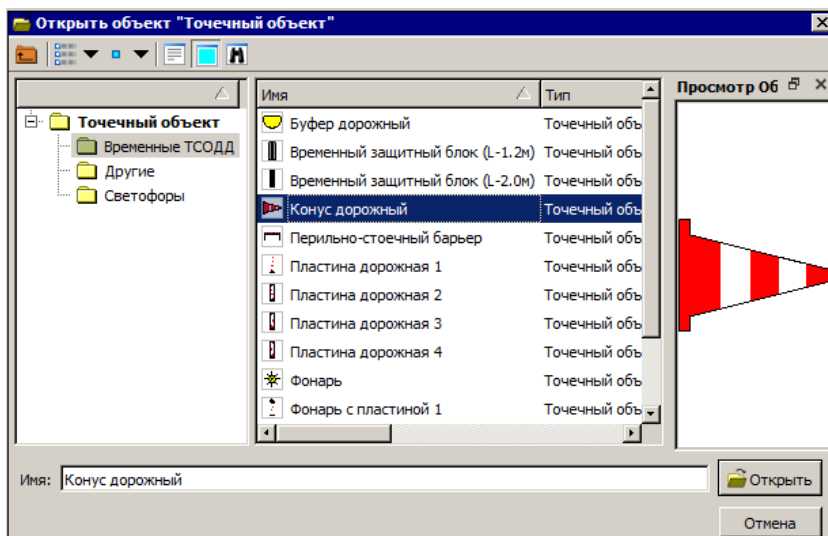 Открыть объект "Точечный объект"
Имя Тип
Просмотр Об
Точечный объект
Временные ТСОДД
Другие
Светофоры
Буфер дорожный Точечный объ
Временный защитный блок (L-1.2м) Точечный объ
Временный защитный блок (L-2.0м) Точечный объ
Конус дорожный Точечный объ
Перильно-стоечный барьер Точечный объ
Пластина дорожная 1 Точечный объ
Пластина дорожная 2 Точечный объ
Пластина дорожная 3 Точечный объ
Пластина дорожная 4 Точечный объ
Фонарь Точечный объ
Фонарь с пластиной 1 Точечный объ
Имя: Конус дорожный
Открыть
Отмена